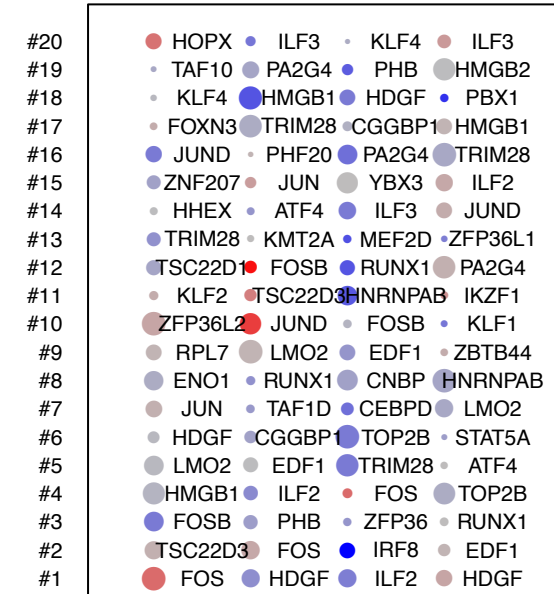 #20 HOPX ILF3 KLF4 ILF3
#19 TAF10 PA2G4 PHB HMGB2
#18 KLF4 HMGB1 HDGF PBX1
#17 FOXN3 TRIM28 CGGBP1 HMGB1
#16 JUND PHF20 PA2G4 TRIM28
#15 ZNF207 JUN YBX3 ILF2
#14 HHEX ATF4 ILF3 JUND
#13 TRIM28 KMT2A MEF2D ZFP36L1
#12 TSC22D1 FOSB RUNX1 PA2G4
#11 KLF2 TSC22D3 HNRNPAB IKZF1
#10 ZFP36L2 JUND FOSB KLF1
#9 RPL7 LMO2 EDF1 ZBTB44
#8 ENO1 RUNX1 CNBP HNRNPAB
#7 JUN TAF1D CEBPD LMO2
#6 HDGF CGGBP1 TOP2B STAT5A
#5 LMO2 EDF1 TRIM28 ATF4
#4 HMGB1 ILF2 FOS TOP2B
#3 FOSB PHB ZFP36 RUNX1
#2 TSC22D3 FOS IRF8 EDF1
#1 FOS HDGF ILF2 HDGF